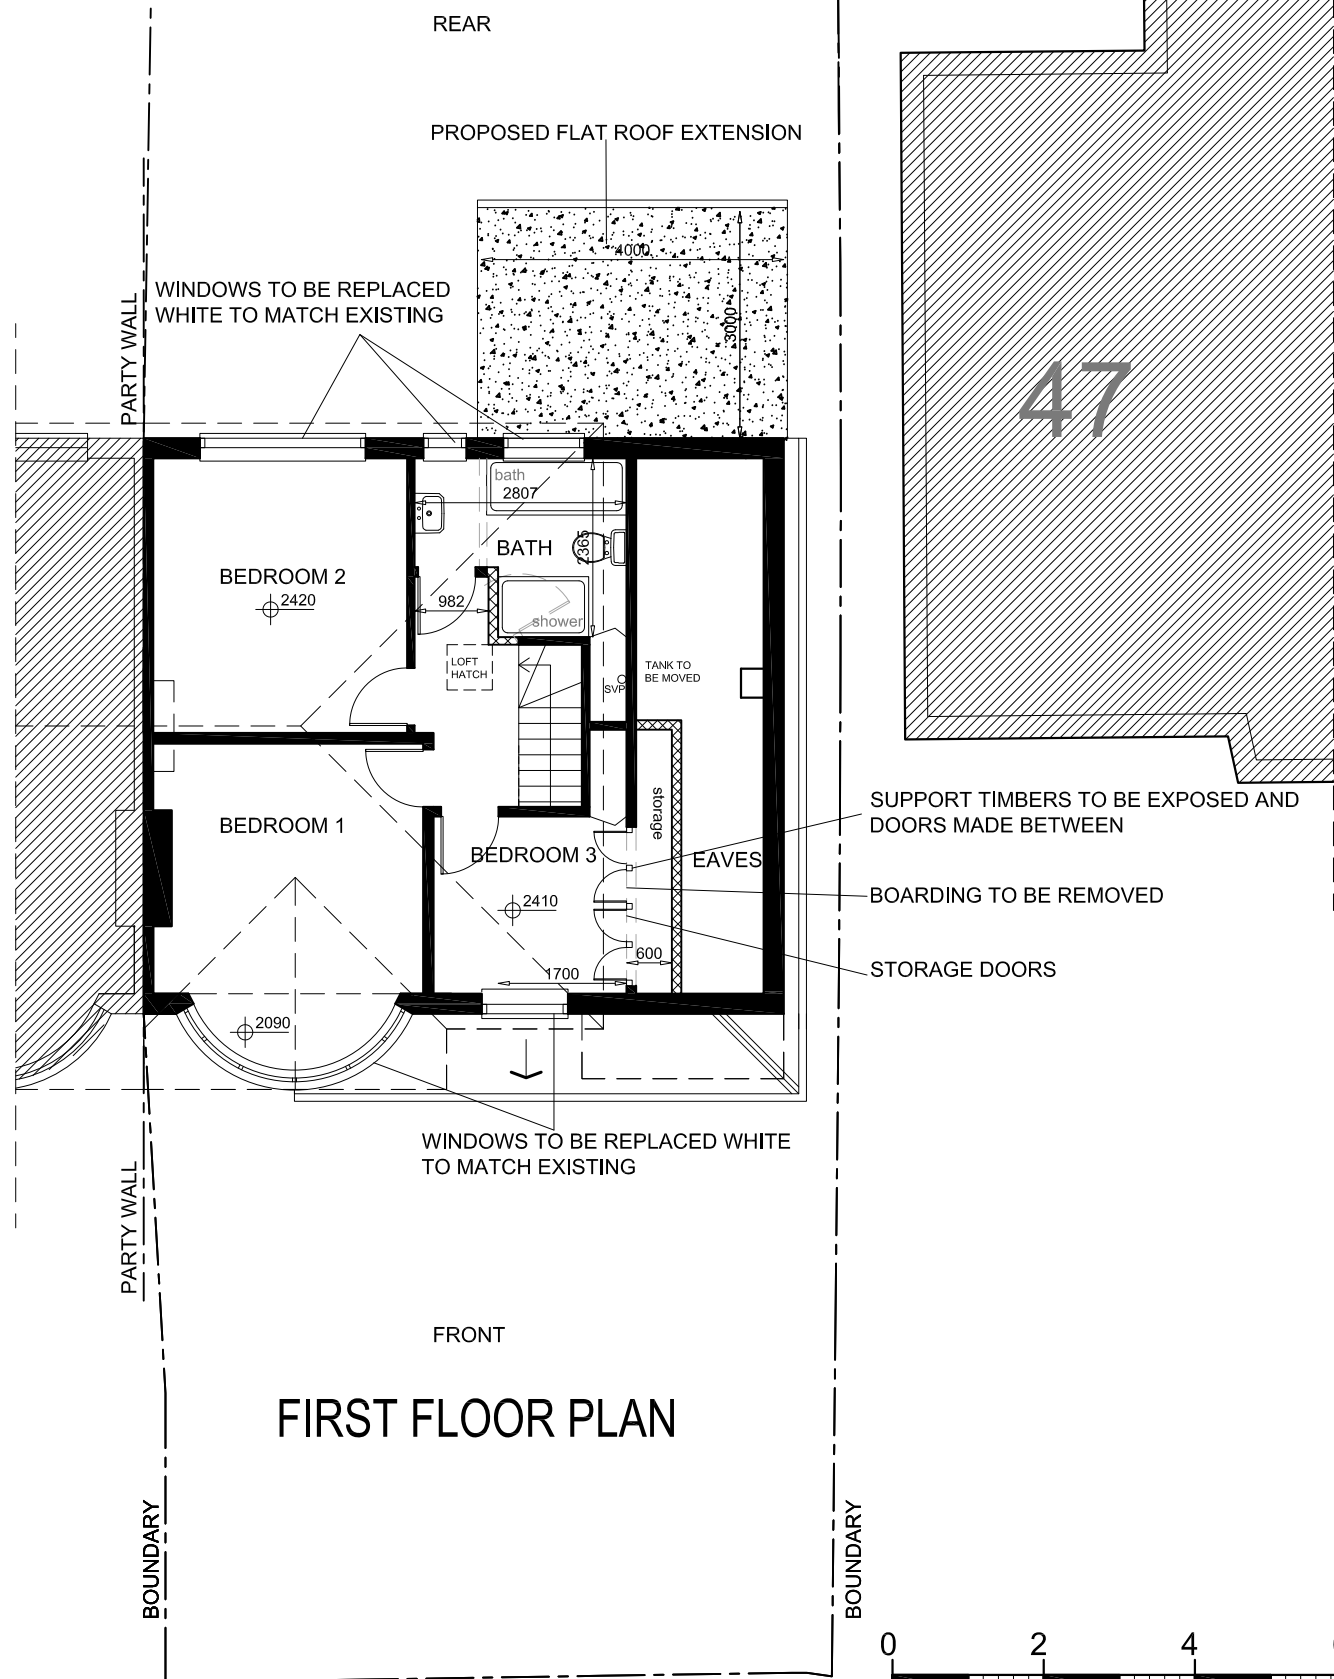 REAR
PROPOSED FLAT ROOF EXTENSION
4000
3000
WINDOWS TO BE REPLACED
WHITE TO MATCH EXISTING
PARTY WALL
47
bath
2807
BATH
2365
BEDROOM 2
2420
982
shower
LOFT
HATCH
SVP
TANK TO
BE MOVED
storage
SUPPORT TIMBERS TO BE EXPOSED AND
DOORS MADE BETWEEN
BEDROOM 1
BEDROOM 3
EAVES
BOARDING TO BE REMOVED
2410
600
STORAGE DOORS
1700
2090
WINDOWS TO BE REPLACED WHITE
TO MATCH EXISTING
PARTY WALL
FRONT
FIRST FLOOR PLAN
BOUNDARY
BOUNDARY
0 2 4